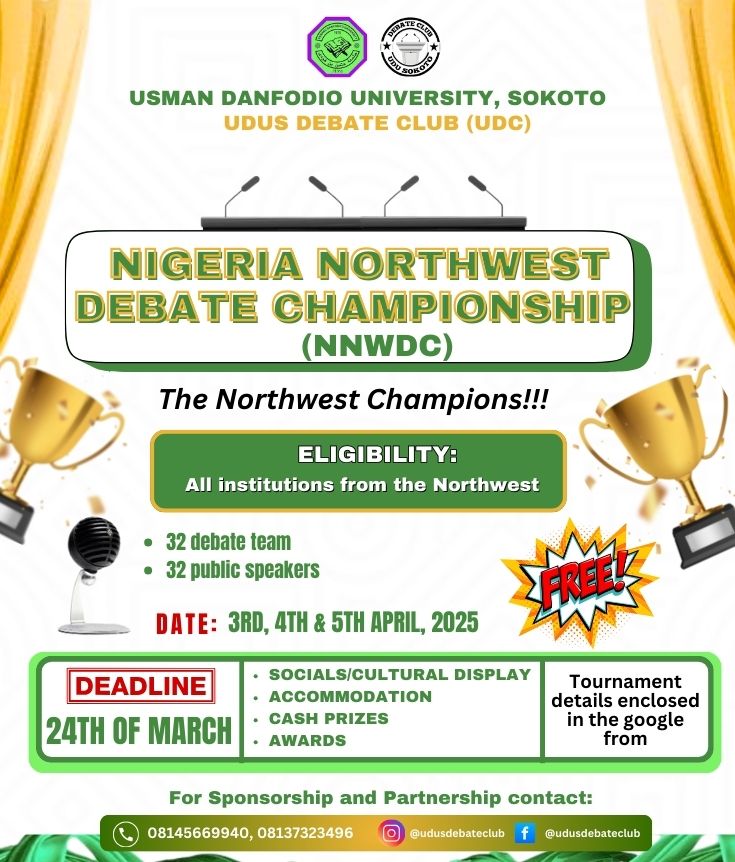 DEBATE CLUB
UDU SOKOTO
USMAN DANFODIO UNIVERSITY, SOKOTO
UDUS DEBATE CLUB (UDC)
NIGERIA NORTHWEST
DEBATE CHAMPIONSHIP
(NNWDC)
The Northwest Champions!!!
ELIGIBILITY:
All institutions from the Northwest
• 32 debate team
• 32 public speakers
FREE!
DATE: 3RD, 4TH & 5TH APRIL, 2025
DEADLINE
24TH OF MARCH
• SOCIALS/CULTURAL DISPLAY
• ACCOMMODATION
• CASH PRIZES
• AWARDS
Tournament
details enclosed
in the google
from
For Sponsorship and Partnership contact:
08145669940, 08137323496 @udusdebateclub @udusdebateclub